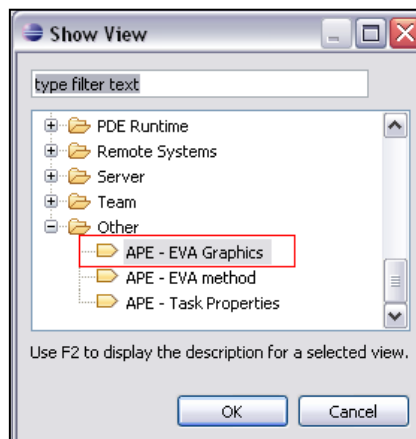 Show View
type filter text
PDE Runtime
Remote Systems
Server
Team
Other
APE - EVA Graphics
APE - EVA method
APE - Task Properties
Use F2 to display the description for a selected view.
OK Cancel